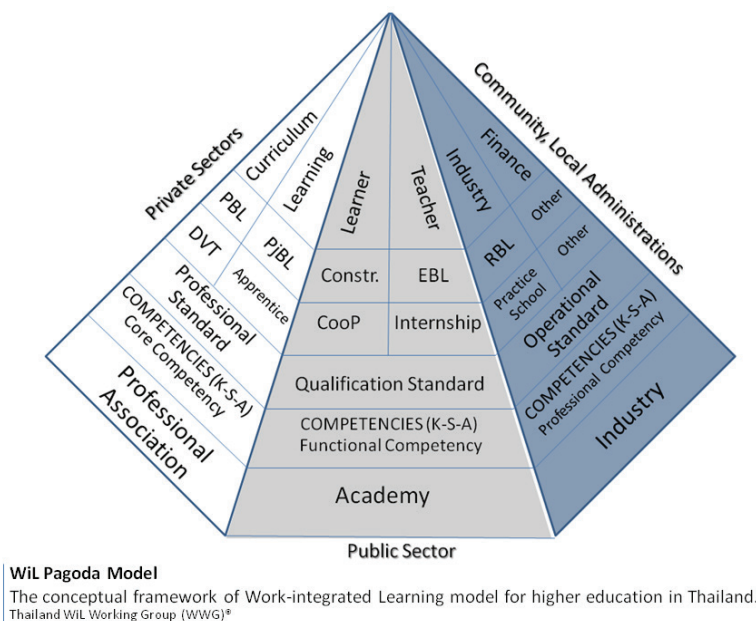 Private Sectors
Curriculum
Learning
PBL
PjBL
DVT
Apprentice
Professional
Standard
COMPETENCIES (K-S-A)
Core Competency
Professional
Association
Learner
Teacher
Constr.
EBL
CooP
Internship
Qualification Standard
COMPETENCIES (K-S-A)
Functional Competency
Academy
Public Sector
Community, Local Administrations
Finance
Industry
Other
RBL
Other
Practice
School
Operational
Standard
COMPETENCIES (K-S-A)
Professional Competency
Industry
WiL Pagoda Model
The conceptual framework of Work-integrated Learning model for higher education in Thailand.
Thailand WiL Working Group (WWG)®